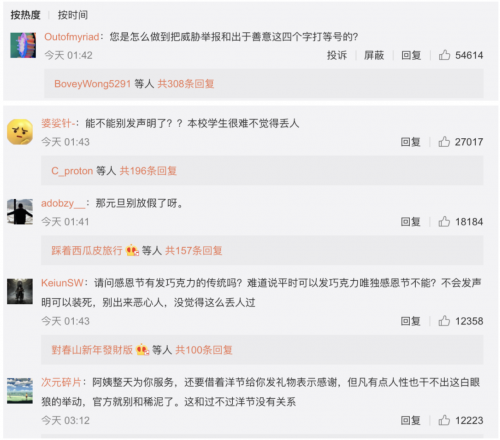 按热度 | 按时间
Outofmyriad：您是怎么做到把威胁举报和出于善意这四个字打等号的？
今天 01:42 投诉 | 屏蔽 | 回复 | 54614
BoveyWong5291 等人 共308条回复
婆娑针-：能不能别发声明了？？本校学生很难不觉得丢人
今天 01:43 回复 | 27017
C_proton 等人 共196条回复
adobzy__：那元旦别放假了呀。
今天 01:41 回复 | 18184
踩着西瓜皮旅行 等人 共157条回复
KeiunSW：请问感恩节有发巧克力的传统吗？难道说平时可以发巧克力唯独感恩节不能？不会发声
明可以装死，别出来恶心人，没觉得这么丢人过
今天 01:43 回复 | 12358
對春山新年發財版 等人 共100条回复
次元碎片：阿姨整天为你服务，还要借着洋节给你发礼物表示感谢，但凡有点人性也干不出这白眼
狼的举动，官方就别和稀泥了。这和过不过洋节没有关系
今天 03:12 回复 | 12223